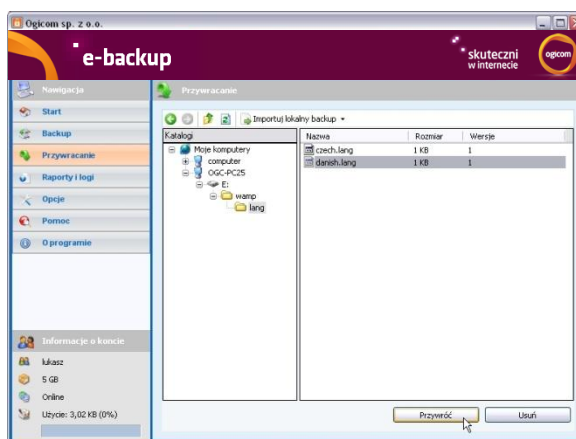 Ogicom sp. z o.o.
e-backup
skuteczni
w internecie
ogicom
Nawigacja
Start
Backup
Przywracanie
Raporty i logi
Opcje
Pomoc
O programie
Informacje o koncie
lukasz
5 GB
Online
Użycie: 3,02 KB (0%)
Przywracanie
Importuj lokalny backup
Katalogi
Moje komputery
computer
OGC-PC25
E:
wamp
lang
Nazwa Rozmiar Wersje
czech.lang 1 KB 1
danish.lang 1 KB 1
Przywróć Usuń